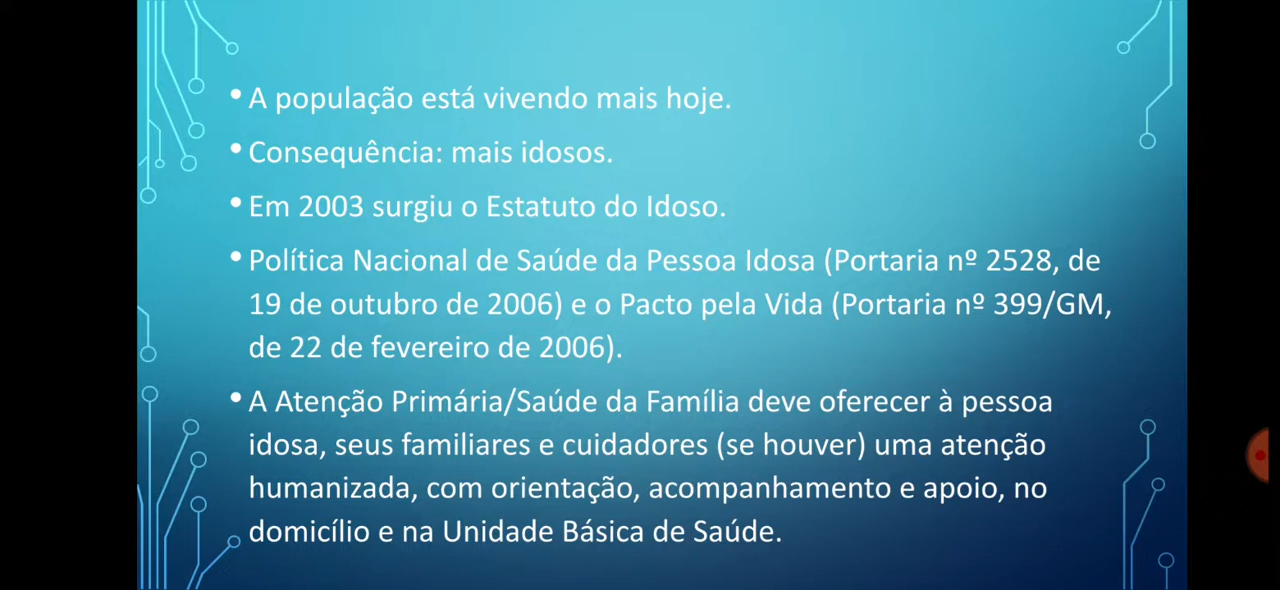 • A população está vivendo mais hoje.
• Consequência: mais idosos.
• Em 2003 surgiu o Estatuto do Idoso.
• Política Nacional de Saúde da Pessoa Idosa (Portaria nº 2528, de
19 de outubro de 2006) e o Pacto pela Vida (Portaria nº 399/GM,
de 22 de fevereiro de 2006).
• A Atenção Primária/Saúde da Família deve oferecer à pessoa
idosa, seus familiares e cuidadores (se houver) uma atenção
humanizada, com orientação, acompanhamento e apoio, no
domicílio e na Unidade Básica de Saúde.